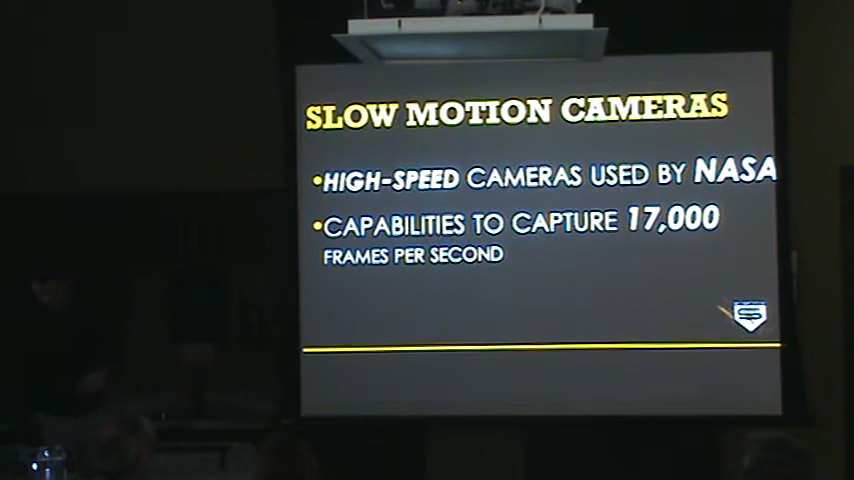 SLOW MOTION CAMERAS
•HIGH-SPEED CAMERAS USED BY NASA
•CAPABILITIES TO CAPTURE 17,000
FRAMES PER SECOND